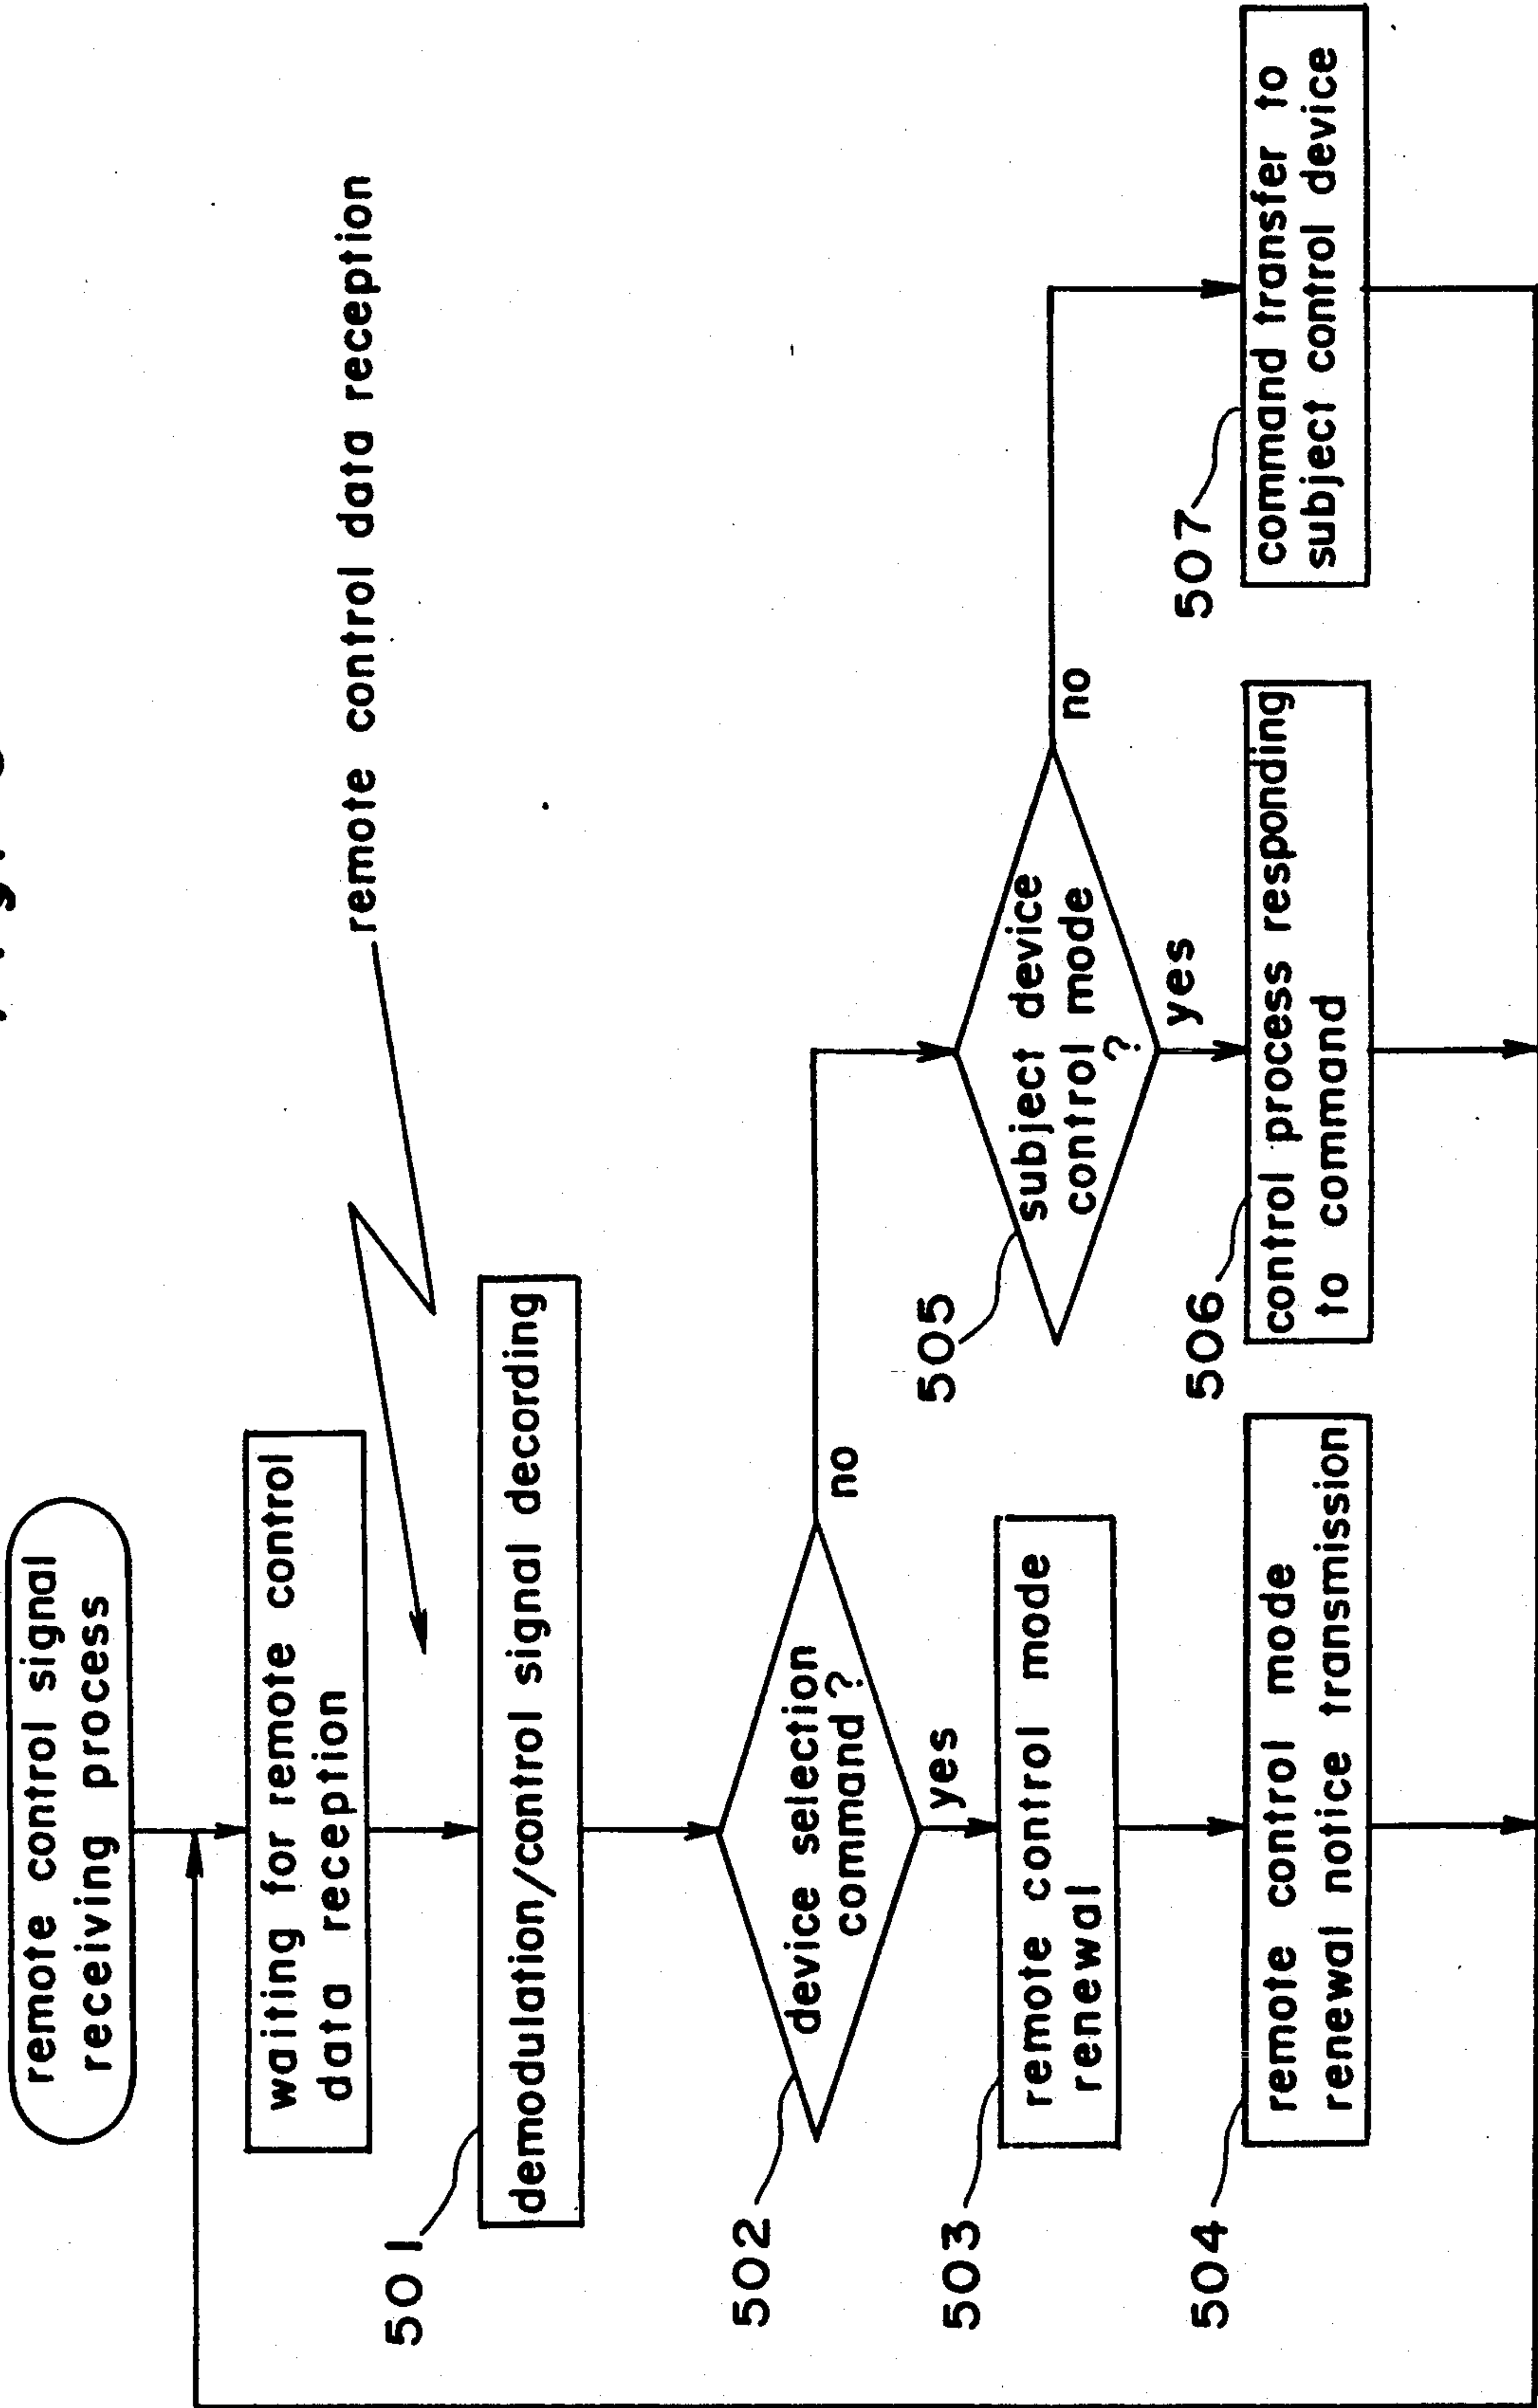 remote control signal
receiving process
waiting for remote control
data reception
remote control data reception
501
demodulation/control signal decording
502
device selection
command?
no
yes
503
remote control mode
renewal
504
remote control mode
renewal notice transmission
505
subject device
control mode
?
no
yes
506
control process responding
to command
507
command transfer to
subject control device